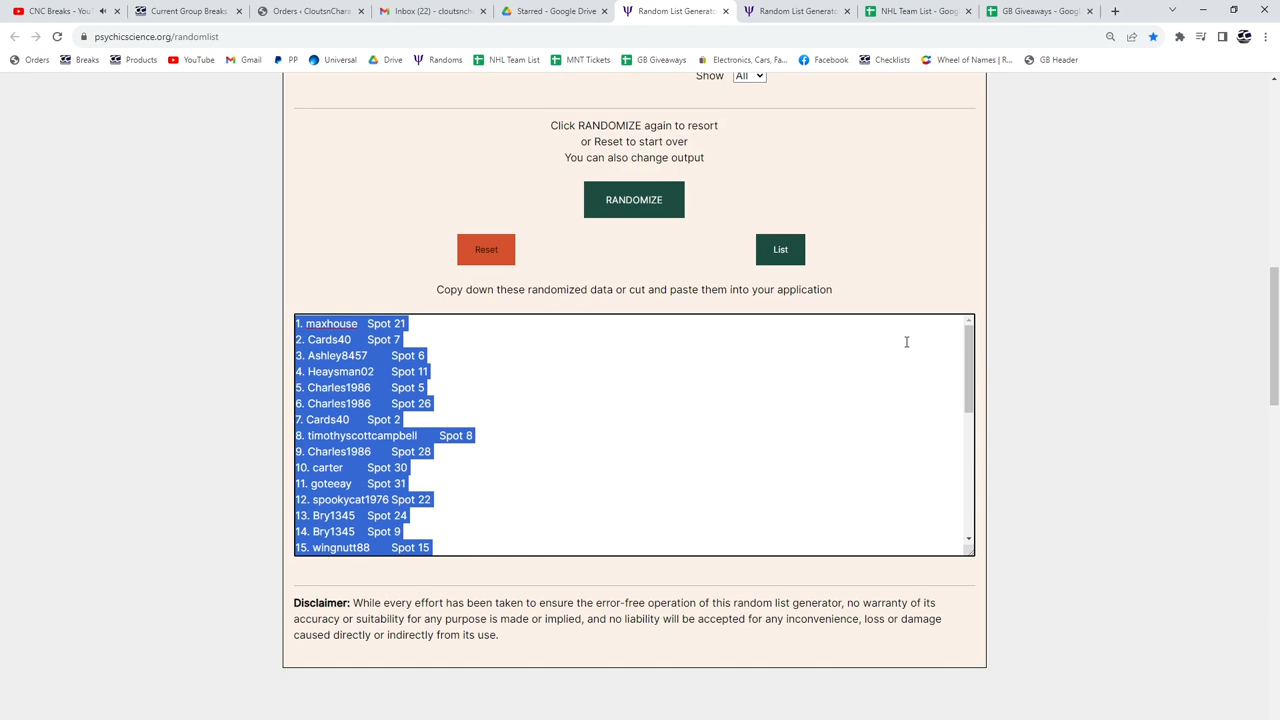 CNC Breaks - You
Current Group Breaks
Orders < CloutsnChara
Inbox (22) - cloutsnch
Starred - Google Drive
Random List Generato
Random List Generato
NHL Team List - Goog
GB Giveaways - Goog
psychicscience.org/randomlist
Orders Breaks Products YouTube Gmail PP Universal Drive Randoms NHL Team List MNT Tickets GB Giveaways Electronics, Cars, Fa... Facebook Checklists Wheel of Names | R... GB Header
Show All
Click RANDOMIZE again to resort
or Reset to start over
You can also change output
RANDOMIZE
Reset List
Copy down these randomized data or cut and paste them into your application
1. maxhouse Spot 21
2. Cards40 Spot 7
3. Ashley8457 Spot 6
4. Heaysman02 Spot 11
5. Charles1986 Spot 5
6. Charles1986 Spot 26
7. Cards40 Spot 2
8. timothyscottcampbell Spot 8
9. Charles1986 Spot 28
10. carter Spot 30
11. goteeay Spot 31
12. spookycat1976 Spot 22
13. Bry1345 Spot 24
14. Bry1345 Spot 9
15. wingnutt88 Spot 15
Disclaimer: While every effort has been taken to ensure the error-free operation of this random list generator, no warranty of its
accuracy or suitability for any purpose is made or implied, and no liability will be accepted for any inconvenience, loss or damage
caused directly or indirectly from its use.